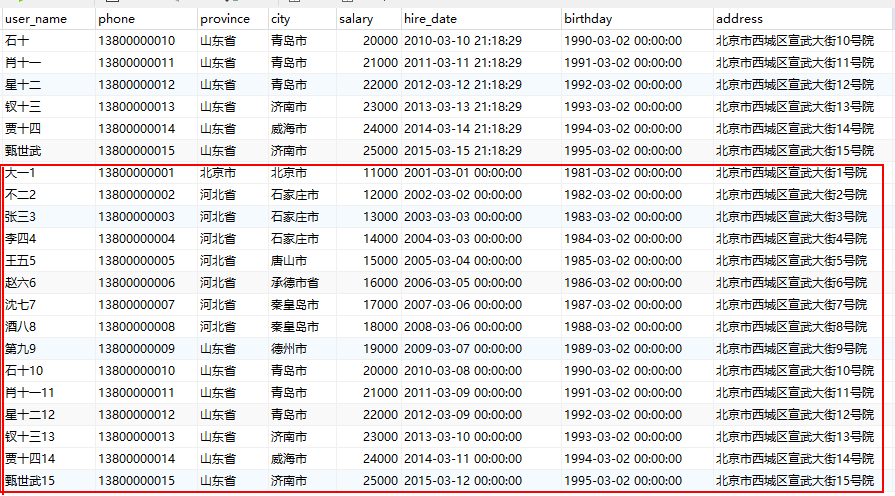 user_name phone province city salary hire_date birthday address
石十 13800000010 山东省 青岛市 20000 2010-03-10 21:18:29 1990-03-02 00:00:00 北京市西城区宣武大街10号院
肖十一 13800000011 山东省 青岛市 21000 2011-03-11 21:18:29 1991-03-02 00:00:00 北京市西城区宣武大街11号院
星十二 13800000012 山东省 青岛市 22000 2012-03-12 21:18:29 1992-03-02 00:00:00 北京市西城区宣武大街12号院
钗十三 13800000013 山东省 济南市 23000 2013-03-13 21:18:29 1993-03-02 00:00:00 北京市西城区宣武大街13号院
贾十四 13800000014 山东省 威海市 24000 2014-03-14 21:18:29 1994-03-02 00:00:00 北京市西城区宣武大街14号院
甄世武 13800000015 山东省 济南市 25000 2015-03-15 21:18:29 1995-03-02 00:00:00 北京市西城区宣武大街15号院
大一1 13800000001 北京市 北京市 11000 2001-03-01 00:00:00 1981-03-02 00:00:00 北京市西城区宣武大街1号院
不二2 13800000002 河北省 石家庄市 12000 2002-03-02 00:00:00 1982-03-02 00:00:00 北京市西城区宣武大街2号院
张三3 13800000003 河北省 石家庄市 13000 2003-03-03 00:00:00 1983-03-02 00:00:00 北京市西城区宣武大街3号院
李四4 13800000004 河北省 石家庄市 14000 2004-03-03 00:00:00 1984-03-02 00:00:00 北京市西城区宣武大街4号院
王五5 13800000005 河北省 唐山市 15000 2005-03-04 00:00:00 1985-03-02 00:00:00 北京市西城区宣武大街5号院
赵六6 13800000006 河北省 承德市省 16000 2006-03-05 00:00:00 1986-03-02 00:00:00 北京市西城区宣武大街6号院
沈七7 13800000007 河北省 秦皇岛市 17000 2007-03-06 00:00:00 1987-03-02 00:00:00 北京市西城区宣武大街7号院
酒八8 13800000008 河北省 秦皇岛市 18000 2008-03-06 00:00:00 1988-03-02 00:00:00 北京市西城区宣武大街8号院
第九9 13800000009 山东省 德州市 19000 2009-03-07 00:00:00 1989-03-02 00:00:00 北京市西城区宣武大街9号院
石十10 13800000010 山东省 青岛市 20000 2010-03-08 00:00:00 1990-03-02 00:00:00 北京市西城区宣武大街10号院
肖十一11 13800000011 山东省 青岛市 21000 2011-03-09 00:00:00 1991-03-02 00:00:00 北京市西城区宣武大街11号院
星十二12 13800000012 山东省 青岛市 22000 2012-03-09 00:00:00 1992-03-02 00:00:00 北京市西城区宣武大街12号院
钗十三13 13800000013 山东省 济南市 23000 2013-03-10 00:00:00 1993-03-02 00:00:00 北京市西城区宣武大街13号院
贾十四14 13800000014 山东省 威海市 24000 2014-03-11 00:00:00 1994-03-02 00:00:00 北京市西城区宣武大街14号院
甄世武15 13800000015 山东省 济南市 25000 2015-03-12 00:00:00 1995-03-02 00:00:00 北京市西城区宣武大街15号院